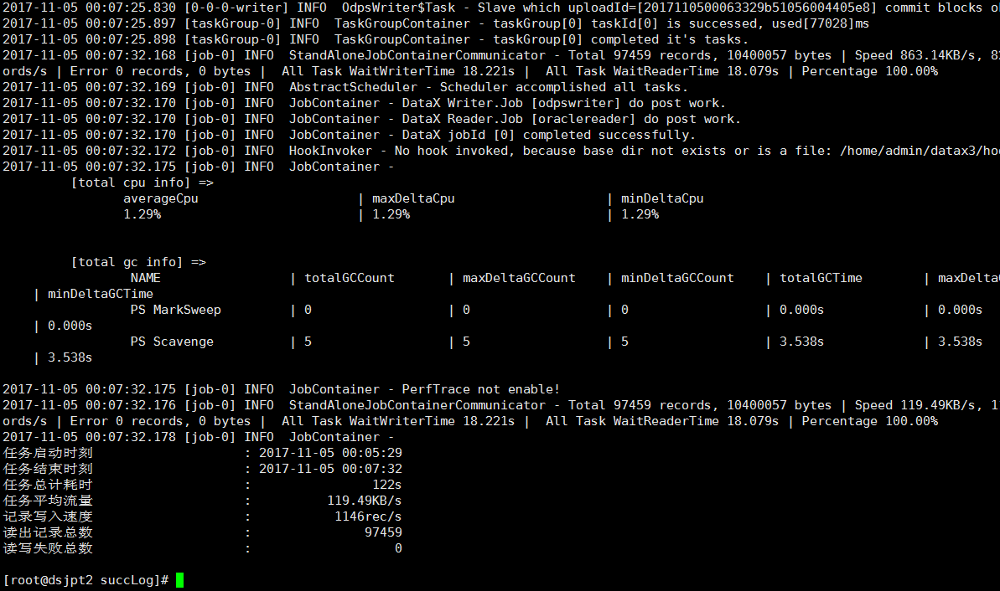 2017-11-05 00:07:25.830 [0-0-0-writer] INFO  OdpsWriter$Task - Slave which uploadId=[2017110500063329b51056004405e8] commit blocks
2017-11-05 00:07:25.897 [taskGroup-0] INFO  TaskGroupContainer - taskGroup[0] taskId[0] is successed, used[77028]ms
2017-11-05 00:07:25.898 [taskGroup-0] INFO  TaskGroupContainer - taskGroup[0] completed it's tasks.
2017-11-05 00:07:32.168 [job-0] INFO  StandAloneJobContainerCommunicator - Total 97459 records, 10400057 bytes | Speed 863.14KB/s,
ords/s | Error 0 records, 0 bytes |  All Task WaitWriterTime 18.221s |  All Task WaitReaderTime 18.079s | Percentage 100.00%
2017-11-05 00:07:32.169 [job-0] INFO  AbstractScheduler - Scheduler accomplished all tasks.
2017-11-05 00:07:32.170 [job-0] INFO  JobContainer - DataX Writer.Job [odpswriter] do post work.
2017-11-05 00:07:32.170 [job-0] INFO  JobContainer - DataX Reader.Job [oraclereader] do post work.
2017-11-05 00:07:32.170 [job-0] INFO  JobContainer - DataX jobId [0] completed successfully.
2017-11-05 00:07:32.172 [job-0] INFO  HookInvoker - No hook invoked, because base dir not exists or is a file: /home/admin/datax3/hoo
2017-11-05 00:07:32.175 [job-0] INFO  JobContainer -
[total cpu info] =>
averageCpu | maxDeltaCpu | minDeltaCpu
1.29% | 1.29% | 1.29%
[total gc info] =>
NAME | totalGCCount | maxDeltaGCCount | minDeltaGCCount | totalGCTime | maxDelta
| minDeltaGCTime
PS MarkSweep | 0 | 0 | 0 | 0.000s | 0.000s
| 0.000s
PS Scavenge | 5 | 5 | 5 | 3.538s | 3.538s
| 3.538s
2017-11-05 00:07:32.175 [job-0] INFO  JobContainer - PerfTrace not enable!
2017-11-05 00:07:32.176 [job-0] INFO  StandAloneJobContainerCommunicator - Total 97459 records, 10400057 bytes | Speed 119.49KB/s,
ords/s | Error 0 records, 0 bytes |  All Task WaitWriterTime 18.221s |  All Task WaitReaderTime 18.079s | Percentage 100.00%
2017-11-05 00:07:32.178 [job-0] INFO  JobContainer -
任务启动时刻 : 2017-11-05 00:05:29
任务结束时刻 : 2017-11-05 00:07:32
任务总计耗时 : 122s
任务平均流量 : 119.49KB/s
记录写入速度 : 1146rec/s
读出记录总数 : 97459
读写失败总数 : 0
[root@dsjpt2 succLog]#